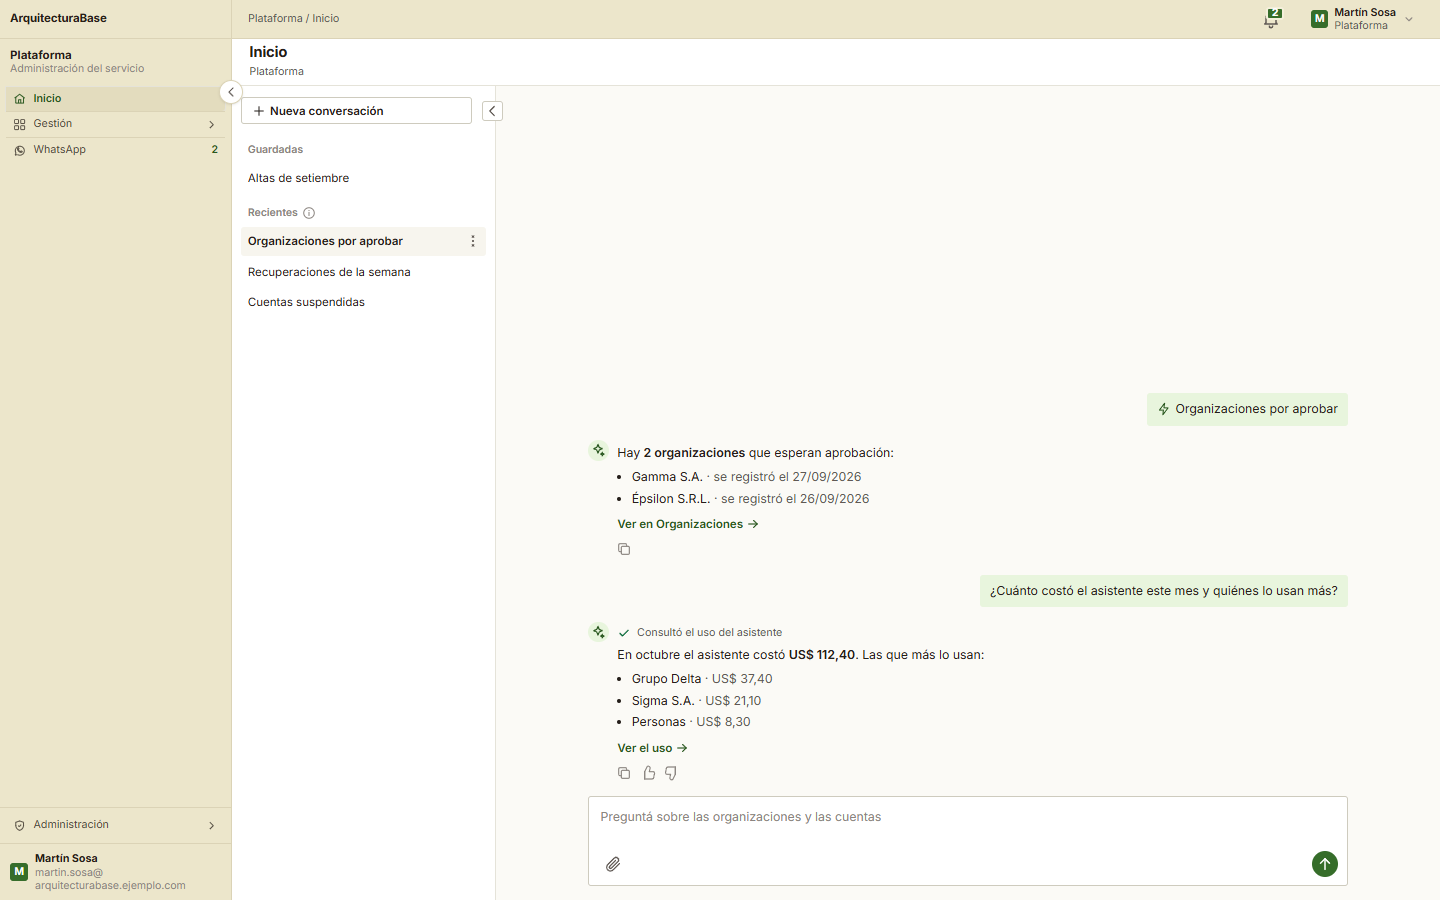 ArquitecturaBase
Plataforma
Administración del servicio
Inicio
Gestión
WhatsApp
2
Administración
M
Martín Sosa
martin.sosa@
arquitecturabase.ejemplo.com
Plataforma / Inicio
2
M
Martín Sosa
Plataforma
Inicio
Plataforma
Nueva conversación
Guardadas
Altas de setiembre
Recientes
Organizaciones por aprobar
Recuperaciones de la semana
Cuentas suspendidas
Organizaciones por aprobar
Hay 2 organizaciones que esperan aprobación:
• Gamma S.A. · se registró el 27/09/2026
• Épsilon S.R.L. · se registró el 26/09/2026
Ver en Organizaciones →
¿Cuánto costó el asistente este mes y quiénes lo usan más?
Consultó el uso del asistente
En octubre el asistente costó US$ 112,40. Las que más lo usan:
• Grupo Delta · US$ 37,40
• Sigma S.A. · US$ 21,10
• Personas · US$ 8,30
Ver el uso →
Preguntá sobre las organizaciones y las cuentas